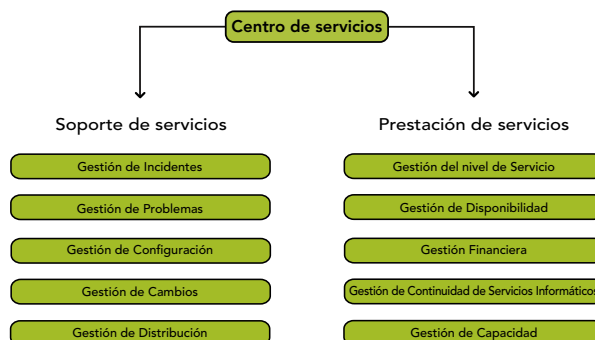 Centro de servicios
Soporte de servicios
Gestión de Incidentes
Gestión de Problemas
Gestión de Configuración
Gestión de Cambios
Gestión de Distribución
Prestación de servicios
Gestión del nivel de Servicio
Gestión de Disponibilidad
Gestión Financiera
Gestión de Continuidad de Servicios Informáticos
Gestión de Capacidad